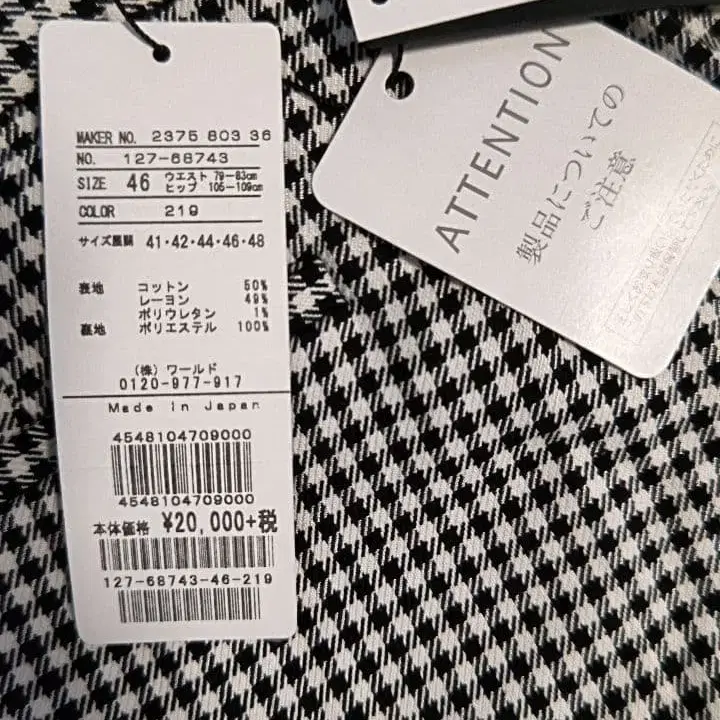 MAKER NO. 2375 803 36
NO. 127-68743
SIZE 46 ウエスト 79-83cm
ヒップ 105-109cm
COLOR 219
サイズ展開 41・42・44・46・48
表地 コットン 50%
レーヨン 49%
ポリウレタン 1%
裏地 ポリエステル 100%
(株) ワールド
0120-977-917
Made in Japan
4548104709000
4548104709000
本体価格 ¥20,000+税
127-68743-46-219
ATTENTION
製品についての
ご注意